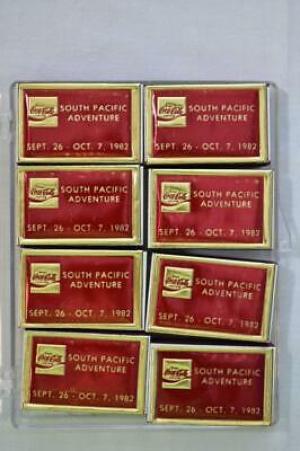 Coca-Cola
SOUTH PACIFIC
ADVENTURE
SEPT. 26 - OCT. 7, 1982
Coca-Cola
SOUTH PACIFIC
ADVENTURE
SEPT. 26 - OCT. 7, 1982
Coca-Cola
SOUTH PACIFIC
ADVENTURE
SEPT. 26 - OCT. 7, 1982
Coca-Cola
SOUTH PACIFIC
ADVENTURE
SEPT. 26 - OCT. 7, 1982
Coca-Cola
SOUTH PACIFIC
ADVENTURE
SEPT. 26 - OCT. 7, 1982
Coca-Cola
SOUTH PACIFIC
ADVENTURE
SEPT. 26 - OCT. 7, 1982
Coca-Cola
SOUTH PACIFIC
ADVENTURE
SEPT. 26 - OCT. 7, 1982
Coca-Cola
SOUTH PACIFIC
ADVENTURE
SEPT. 26 - OCT. 7, 1982